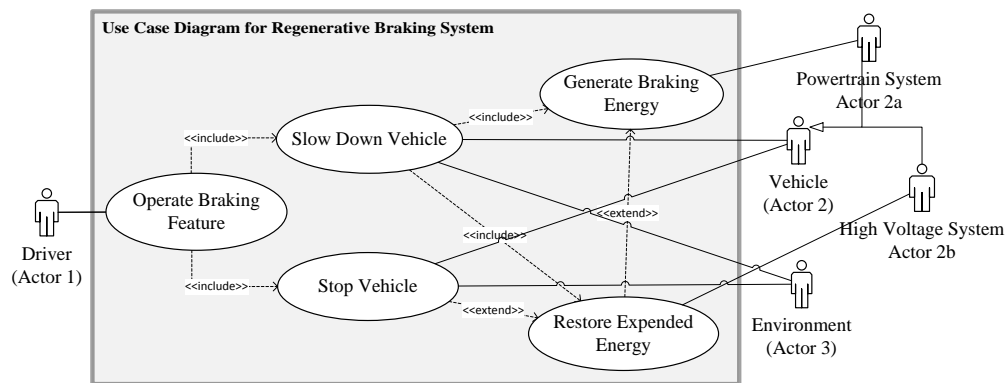 Use Case Diagram for Regenerative Braking System
Generate Braking
Energy
Powertrain System
Actor 2a
<<include>>
<<include>>
Slow Down Vehicle
Vehicle
(Actor 2)
Operate Braking
Feature
<<extend>>
High Voltage System
Actor 2b
<<include>>
Driver
(Actor 1)
<<include>>
Stop Vehicle
<<extend>>
Restore Expended
Energy
Environment
(Actor 3)